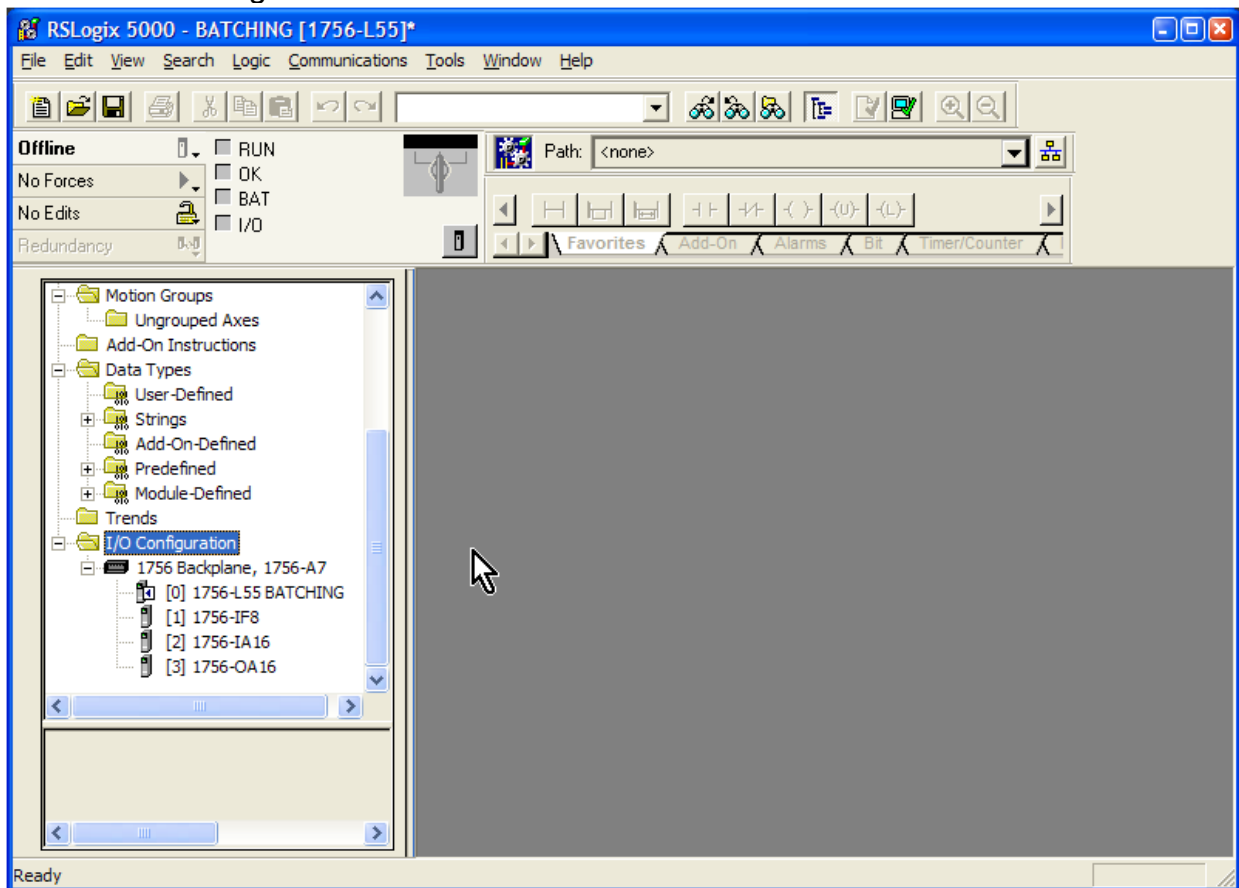 RSLogix 5000 - BATCHING [1756-L55]*
File Edit View Search Logic Communications Tools Window Help
Offline
RUN
No Forces
OK
No Edits
BAT
Redundancy
I/O
Path: <none>
Favorites Add-On Alarms Bit Timer/Counter
Motion Groups
Ungrouped Axes
Add-On Instructions
Data Types
User-Defined
Strings
Add-On-Defined
Predefined
Module-Defined
Trends
I/O Configuration
1756 Backplane, 1756-A7
[0] 1756-L55 BATCHING
[1] 1756-IF8
[2] 1756-IA16
[3] 1756-OA16
Ready